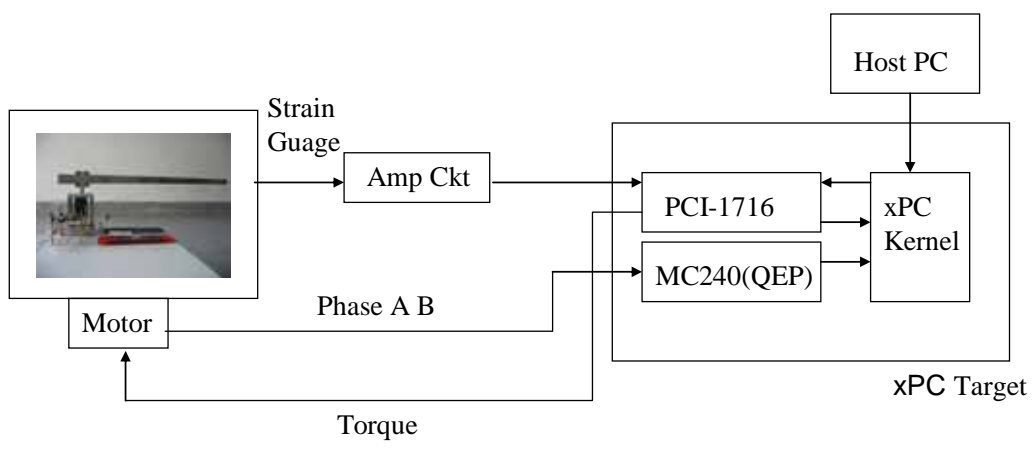 Host PC
Strain
Guage
Amp Ckt
PCI-1716
xPC
Kernel
MC240(QEP)
Phase A B
Motor
xPC Target
Torque